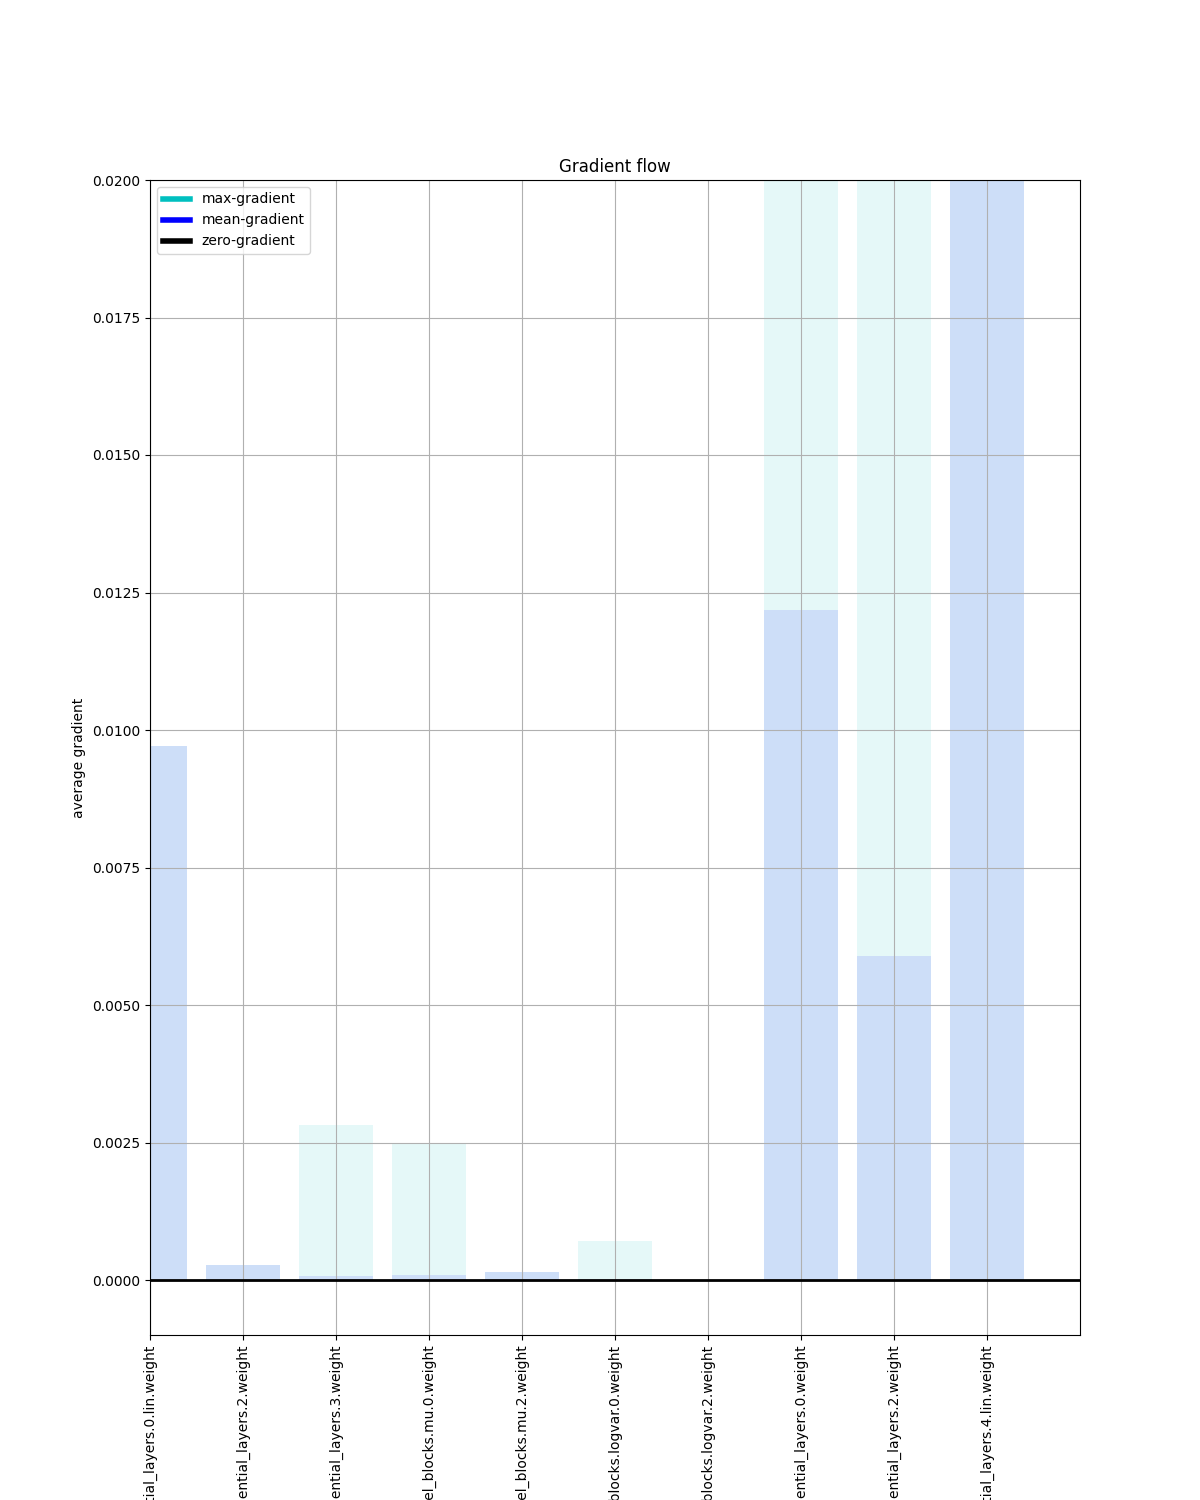 Gradient flow
max-gradient
mean-gradient
zero-gradient
0.0200
0.0175
0.0150
0.0125
0.0100
0.0075
0.0050
0.0025
0.0000
average gradient
tial_layers.0.lin.weight
ential_layers.2.weight
ential_layers.3.weight
el_blocks.mu.0.weight
el_blocks.mu.2.weight
blocks.logvar.0.weight
blocks.logvar.2.weight
ential_layers.0.weight
ential_layers.2.weight
tial_layers.4.lin.weight